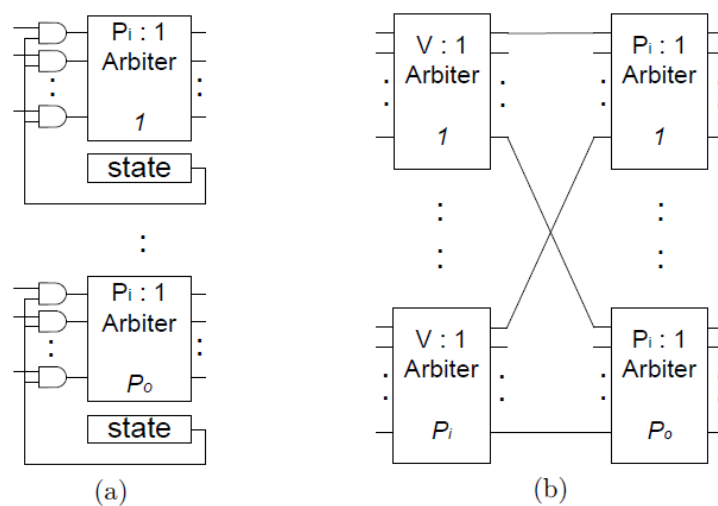 Pi : 1
Arbiter
1
state
Pi : 1
Arbiter
Po
state
(a)
V : 1
Arbiter
1
Pi : 1
Arbiter
1
V : 1
Arbiter
Pi
Pi : 1
Arbiter
Po
(b)